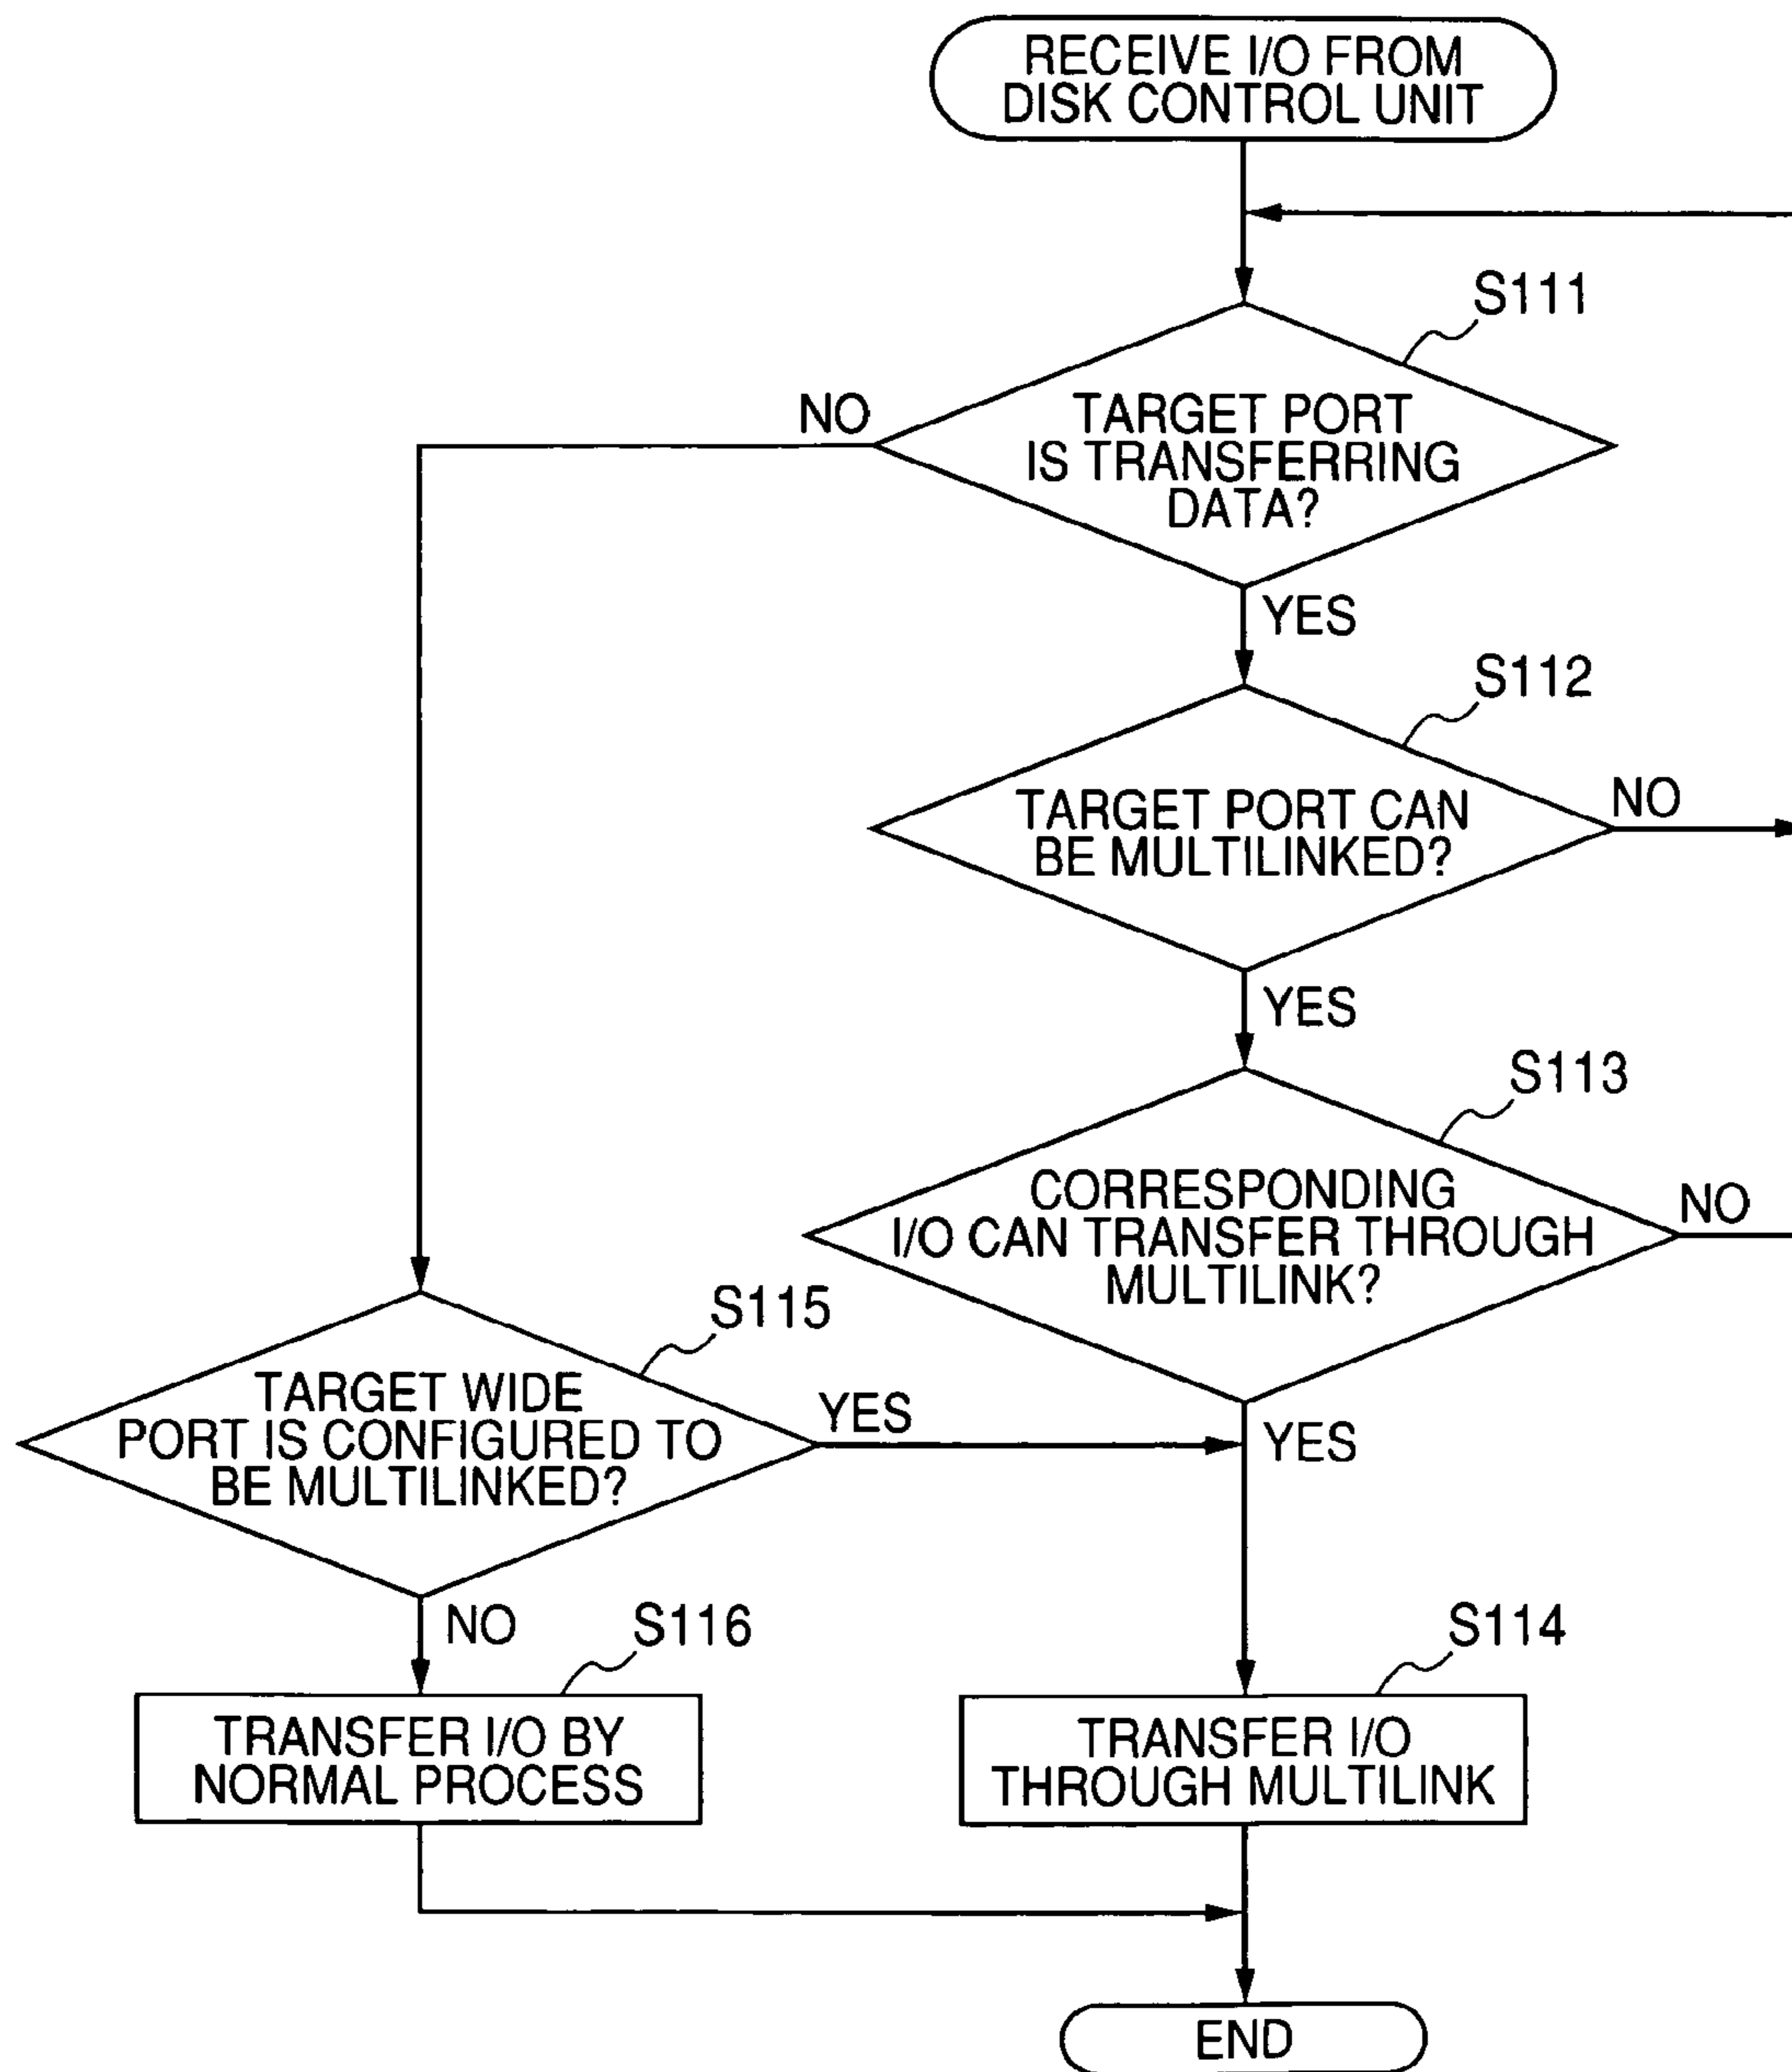 RECEIVE I/O FROM
DISK CONTROL UNIT
S111
NO
TARGET PORT
IS TRANSFERRING
DATA?
YES
S112
TARGET PORT CAN
BE MULTILINKED?
NO
YES
S113
CORRESPONDING
I/O CAN TRANSFER THROUGH
MULTILINK?
NO
S115
TARGET WIDE
PORT IS CONFIGURED TO
BE MULTILINKED?
YES
YES
NO
S116
S114
TRANSFER I/O BY
NORMAL PROCESS
TRANSFER I/O
THROUGH MULTILINK
END